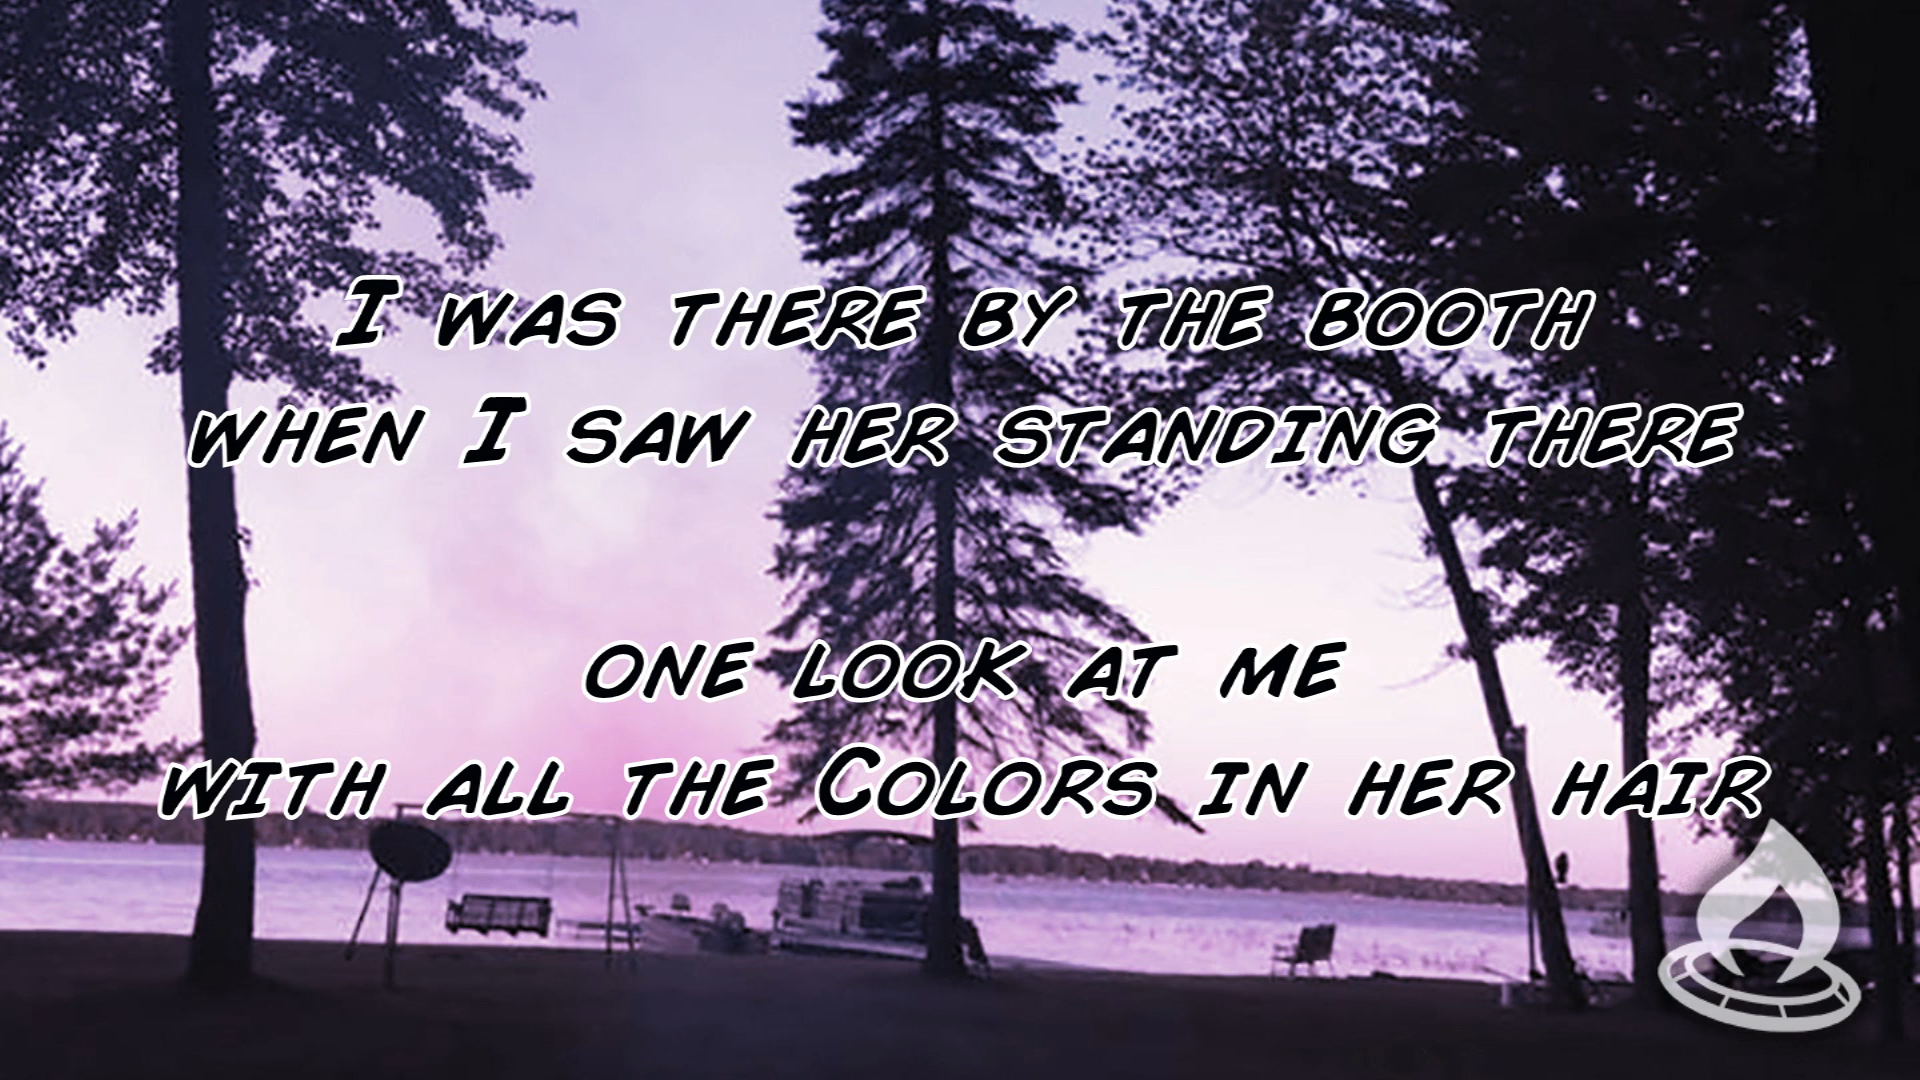 I was there by the booth
when I saw her standing there
one look at me
with all the Colors in her hair